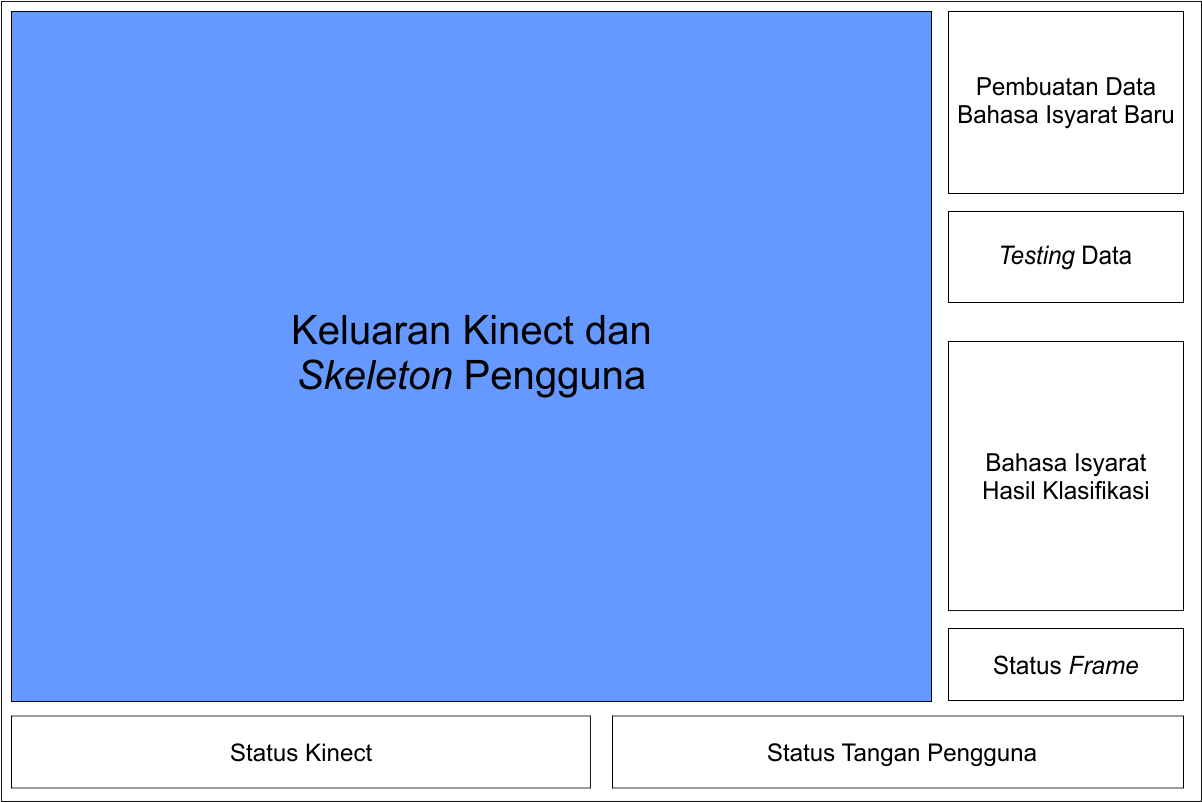 Keluaran Kinect dan
Skeleton Pengguna
Pembuatan Data
Bahasa Isyarat Baru
Testing Data
Bahasa Isyarat
Hasil Klasifikasi
Status Frame
Status Kinect
Status Tangan Pengguna